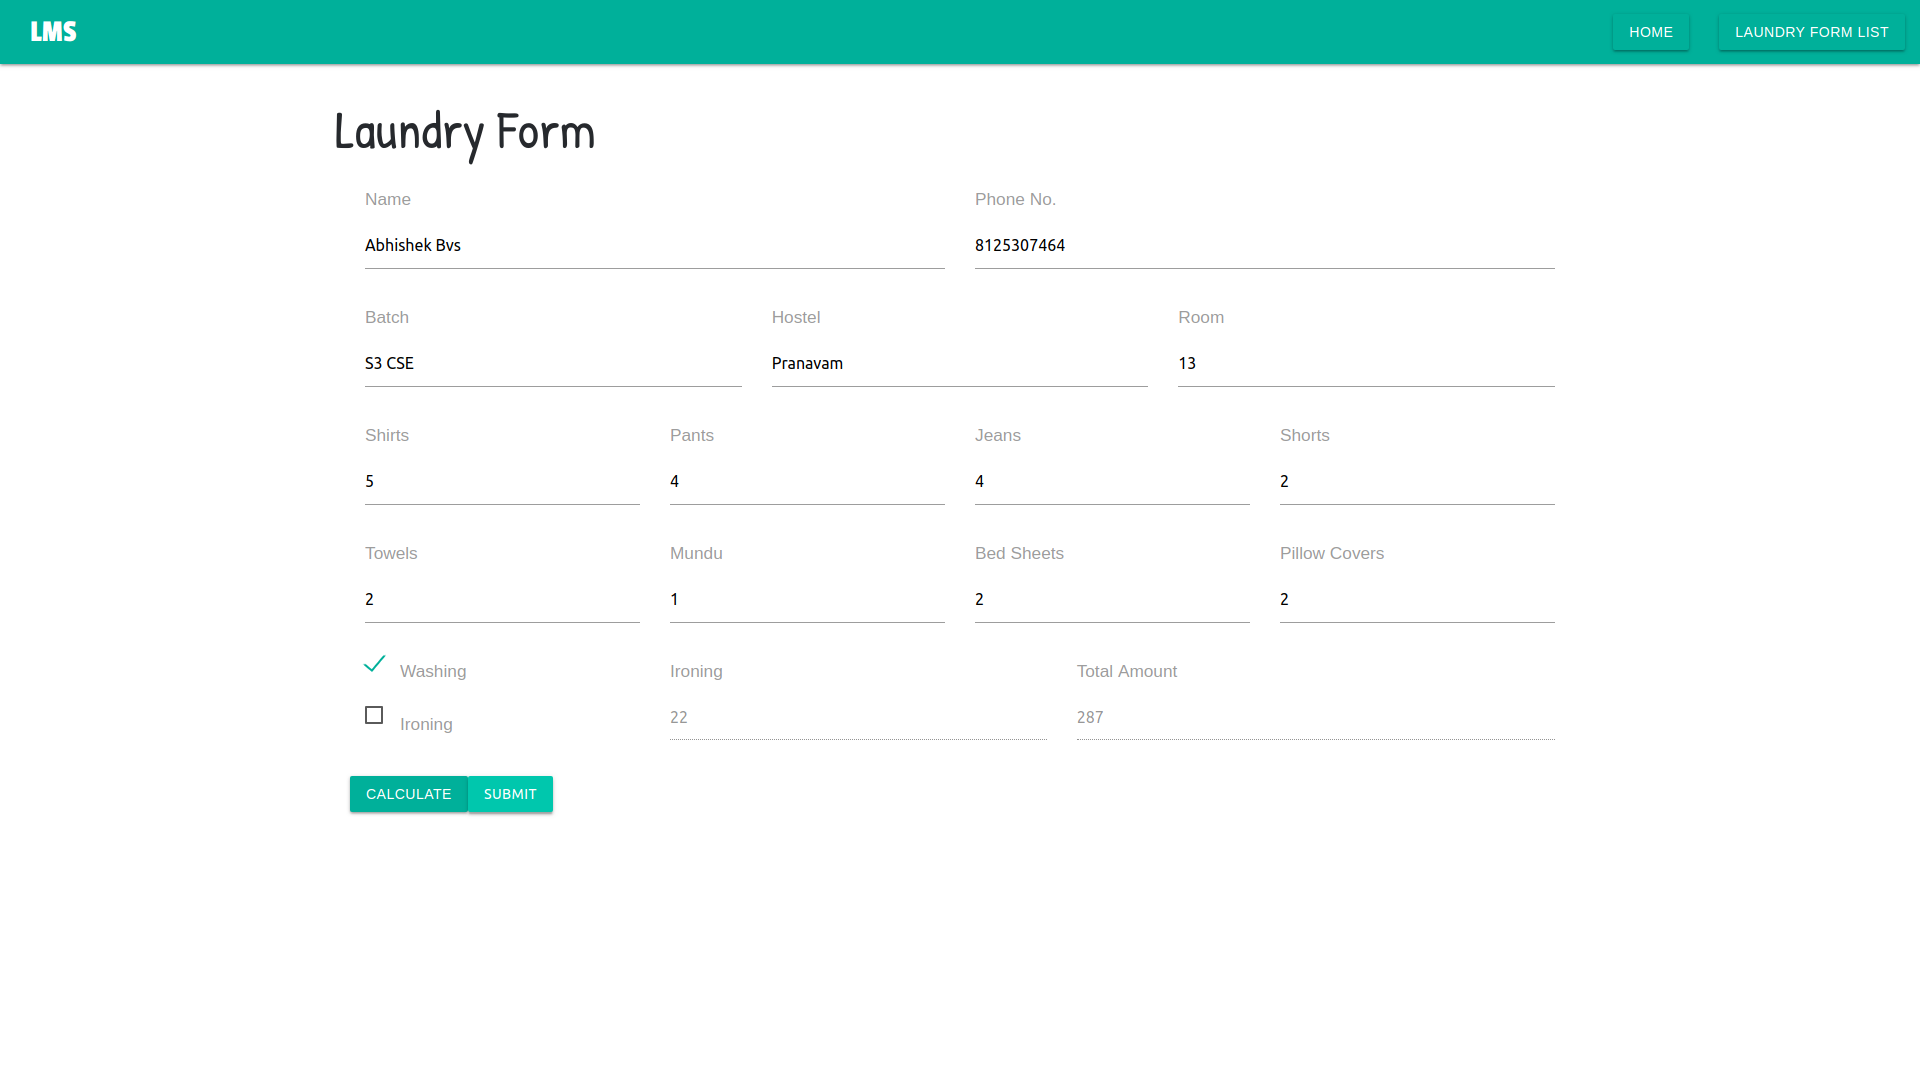 LMS HOME LAUNDRY FORM LIST
Laundry Form
Name Phone No.
Abhishek Bvs 8125307464
Batch Hostel Room
S3 CSE Pranavam 13
Shirts Pants Jeans Shorts
5 4 4 2
Towels Mundu Bed Sheets Pillow Covers
2 1 2 2
Washing Ironing Total Amount
Ironing 22 287
CALCULATE SUBMIT